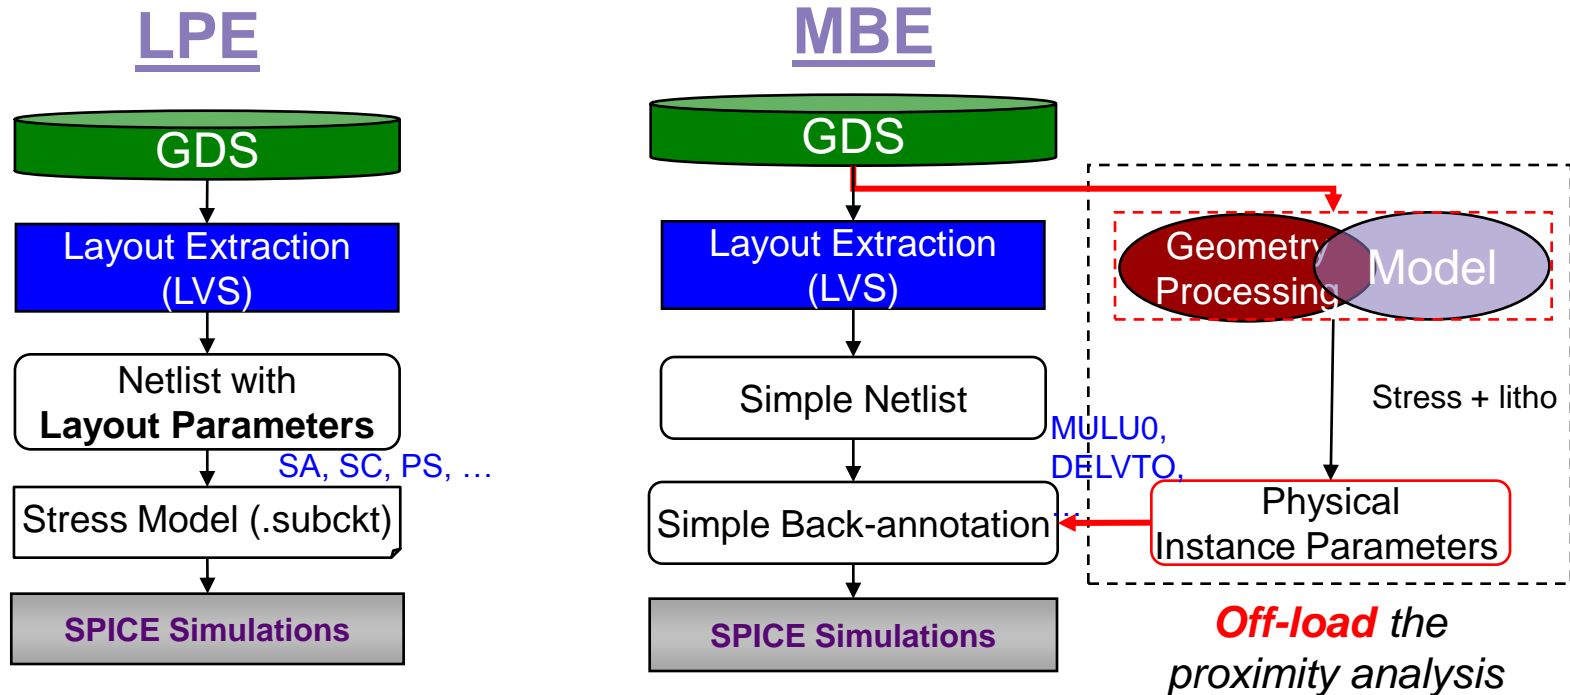 LPE
GDS
Layout Extraction
(LVS)
Netlist with
Layout Parameters
SA, SC, PS, …
Stress Model (.subckt)
SPICE Simulations
MBE
GDS
Layout Extraction
(LVS)
Simple Netlist
MULU0,
DELVTO,
…
Simple Back-annotation
SPICE Simulations
Geometry
Processing
Model
Stress + litho
Physical
Instance Parameters
Off-load the
proximity analysis